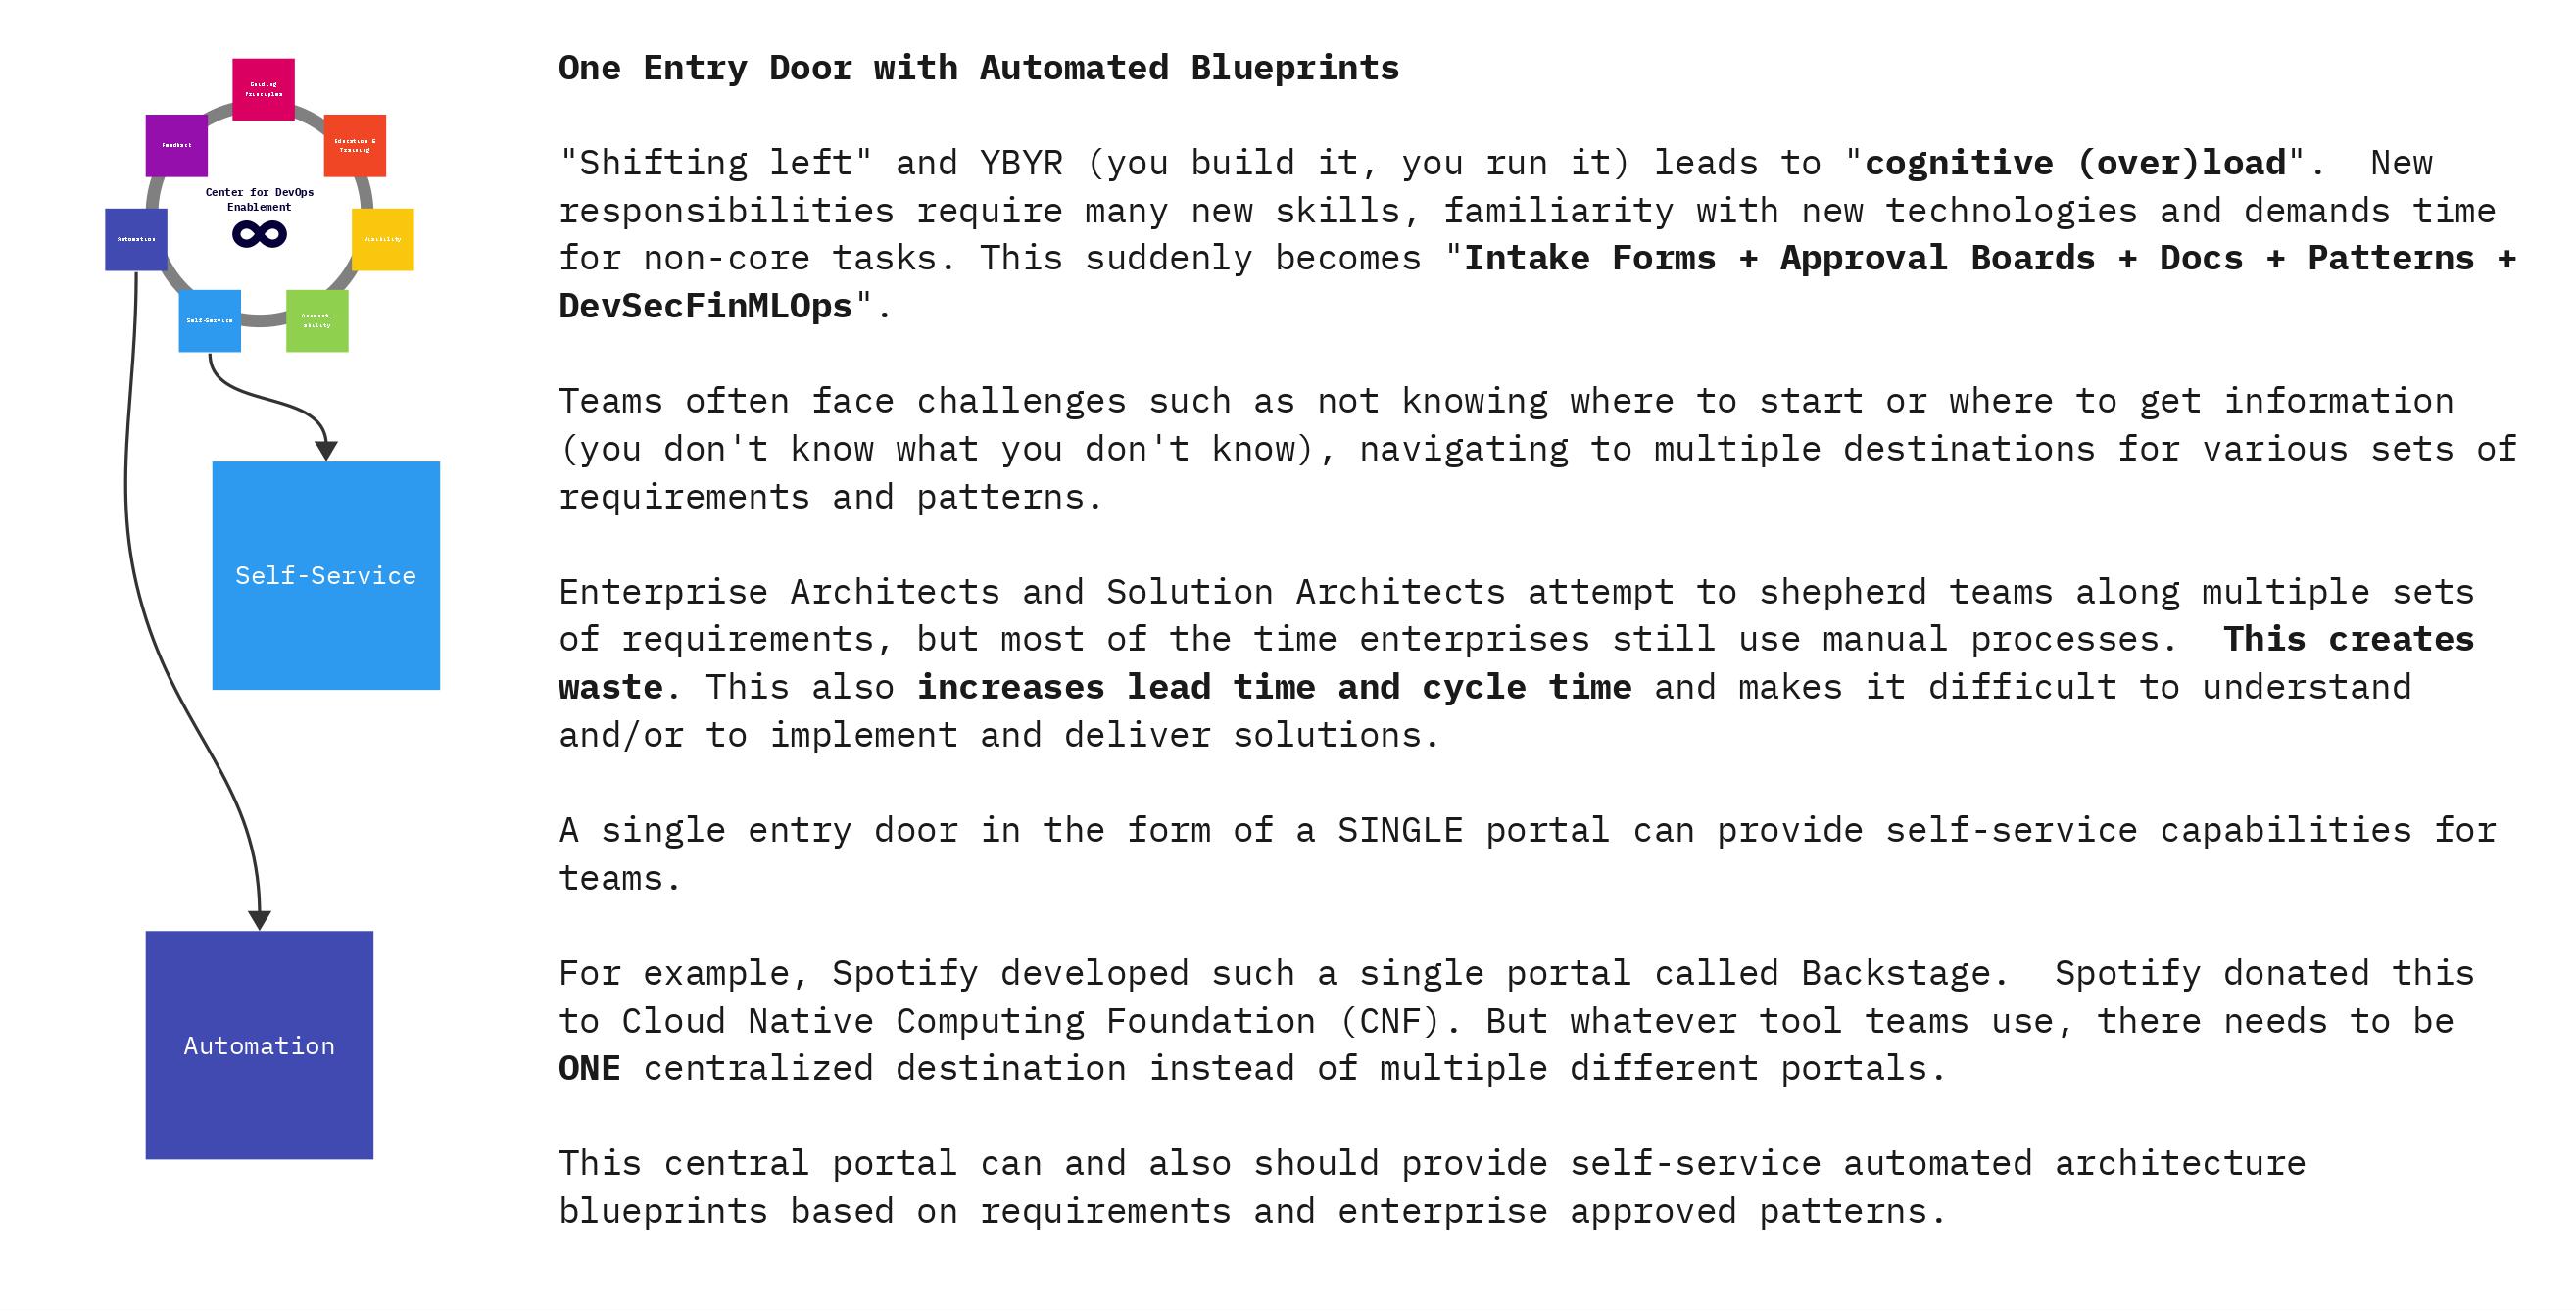 Guiding
Principles
Feedback
Education &
Training
Center for DevOps
Enablement
Automation
Visibility
Self-Service
Account-
ability
Self-Service
Automation
One Entry Door with Automated Blueprints
"Shifting left" and YBYR (you build it, you run it) leads to "cognitive (over)load".  New
responsibilities require many new skills, familiarity with new technologies and demands time
for non-core tasks. This suddenly becomes "Intake Forms + Approval Boards + Docs + Patterns +
DevSecFinMLOps".
Teams often face challenges such as not knowing where to start or where to get information
(you don't know what you don't know), navigating to multiple destinations for various sets of
requirements and patterns.
Enterprise Architects and Solution Architects attempt to shepherd teams along multiple sets
of requirements, but most of the time enterprises still use manual processes.  This creates
waste. This also increases lead time and cycle time and makes it difficult to understand
and/or to implement and deliver solutions.
A single entry door in the form of a SINGLE portal can provide self-service capabilities for
teams.
For example, Spotify developed such a single portal called Backstage.  Spotify donated this
to Cloud Native Computing Foundation (CNF). But whatever tool teams use, there needs to be
ONE centralized destination instead of multiple different portals.
This central portal can and also should provide self-service automated architecture
blueprints based on requirements and enterprise approved patterns.